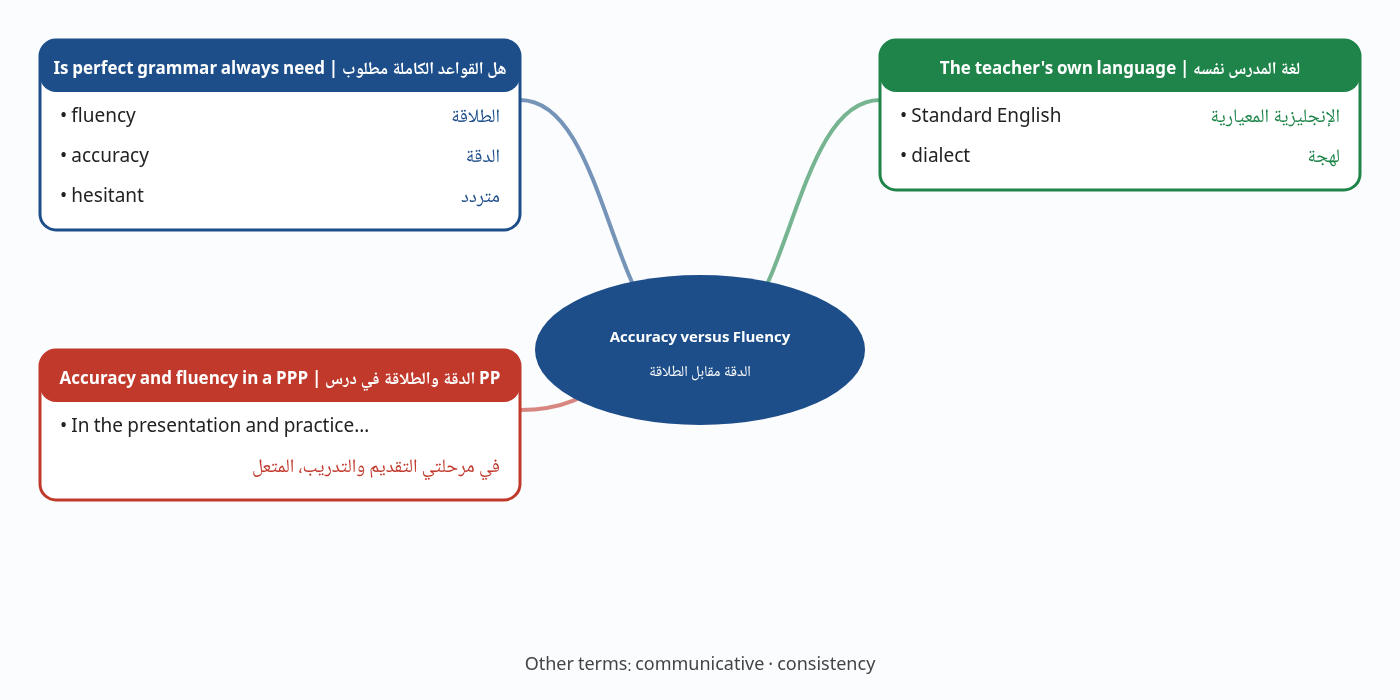 Is perfect grammar always need | هل القواعد الكاملة مطلوب
• fluency الطلاقة
• accuracy الدقة
• hesitant متردد
The teacher's own language | لغة المدرس نفسه
• Standard English الإنجليزية المعيارية
• dialect لهجة
Accuracy versus Fluency
الدقة مقابل الطلاقة
Accuracy and fluency in a PPP | الدقة والطلاقة في درس PP
• In the presentation and practice...
في مرحلتي التقديم والتدريب، المتعل
Other terms: communicative · consistency